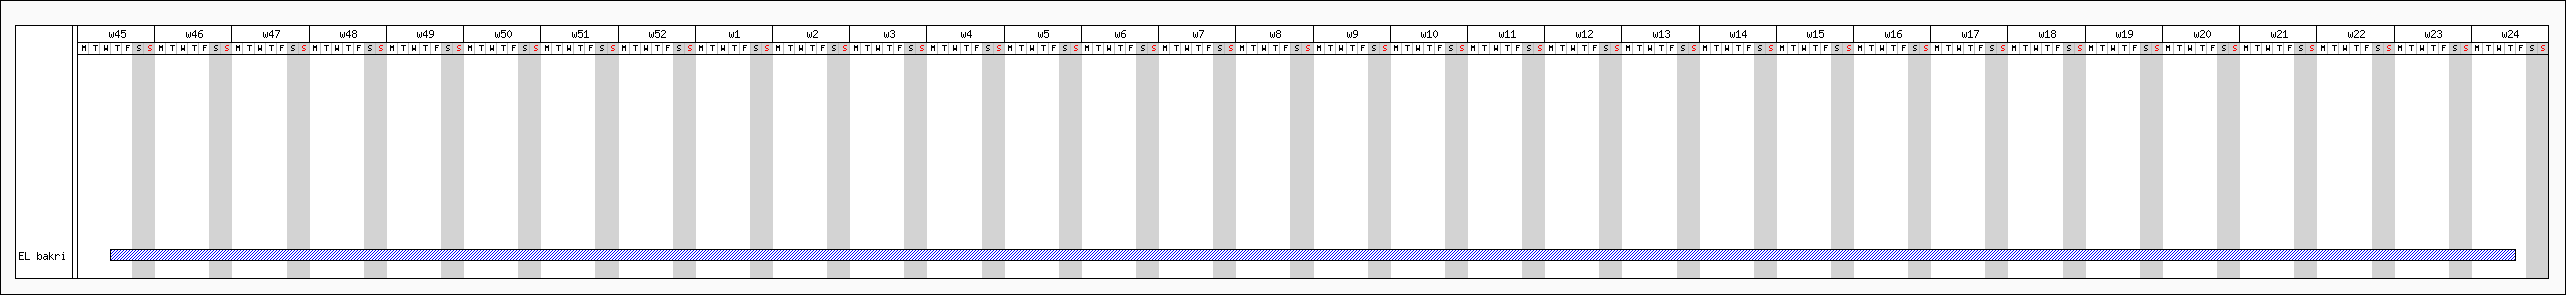 w45 w46 w47 w48 w49 w50 w51 w52 w1 w2 w3 w4 w5 w6 w7 w8 w9 w10 w11 w12 w13 w14 w15 w16 w17 w18 w19 w20 w21 w22 w23 w24
M T W T F S S M T W T F S S M T W T F S S M T W T F S S M T W T F S S M T W T F S S M T W T F S S M T W T F S S M T W T F S S M T W T F S S M T W T F S S M T W T F S S M T W T F S S M T W T F S S M T W T F S S M T W T F S S M T W T F S S M T W T F S S M T W T F S S M T W T F S S M T W T F S S M T W T F S S M T W T F S S M T W T F S S M T W T F S S M T W T F S S M T W T F S S M T W T F S S M T W T F S S M T W T F S S M T W T F S S
EL bakri